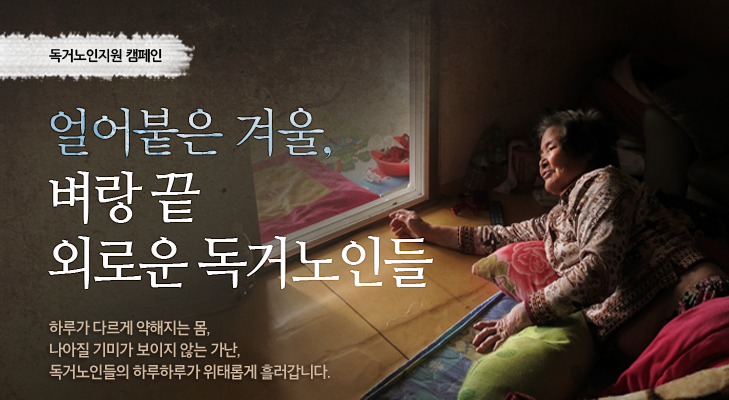 독거노인지원 캠페인
얼어붙은 겨울,
벼랑 끝
외로운 독거노인들
하루가 다르게 약해지는 몸,
나아질 기미가 보이지 않는 가난,
독거노인들의 하루하루가 위태롭게 흘러갑니다.